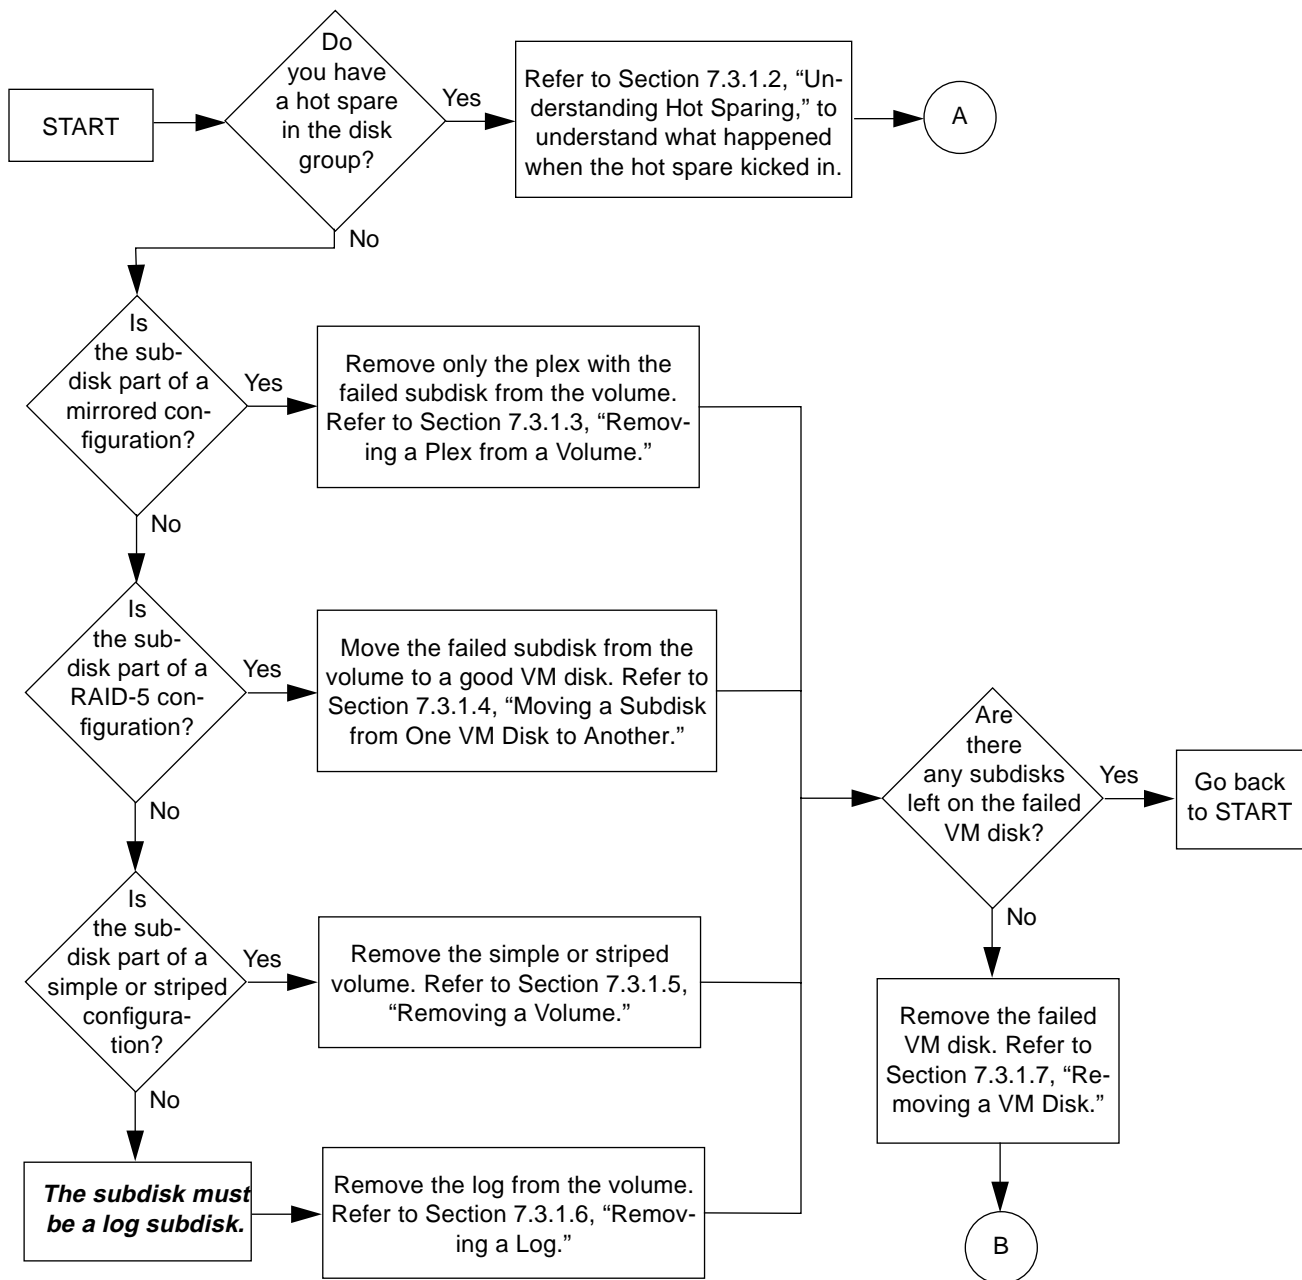 START
Do
you have
a hot spare
in the disk
group?
Yes
Refer to Section 7.3.1.2, “Un-
derstanding Hot Sparing,” to
understand what happened
when the hot spare kicked in.
A
No
Is
the sub-
disk part of a
mirrored con-
figuration?
Yes
Remove only the plex with the
failed subdisk from the volume.
Refer to Section 7.3.1.3, “Remov-
ing a Plex from a Volume.”
No
Is
the sub-
disk part of a
RAID-5 con-
figuration?
Yes
Move the failed subdisk from the
volume to a good VM disk. Refer to
Section 7.3.1.4, “Moving a Subdisk
from One VM Disk to Another.”
No
Is
the sub-
disk part of a
simple or striped
configura-
tion?
Yes
Remove the simple or striped
volume. Refer to Section 7.3.1.5,
“Removing a Volume.”
No
The subdisk must
be a log subdisk.
Remove the log from the volume.
Refer to Section 7.3.1.6, “Remov-
ing a Log.”
Are
there
any subdisks
left on the failed
VM disk?
Yes
Go back
to START
No
Remove the failed
VM disk. Refer to
Section 7.3.1.7, “Re-
moving a VM Disk.”
B